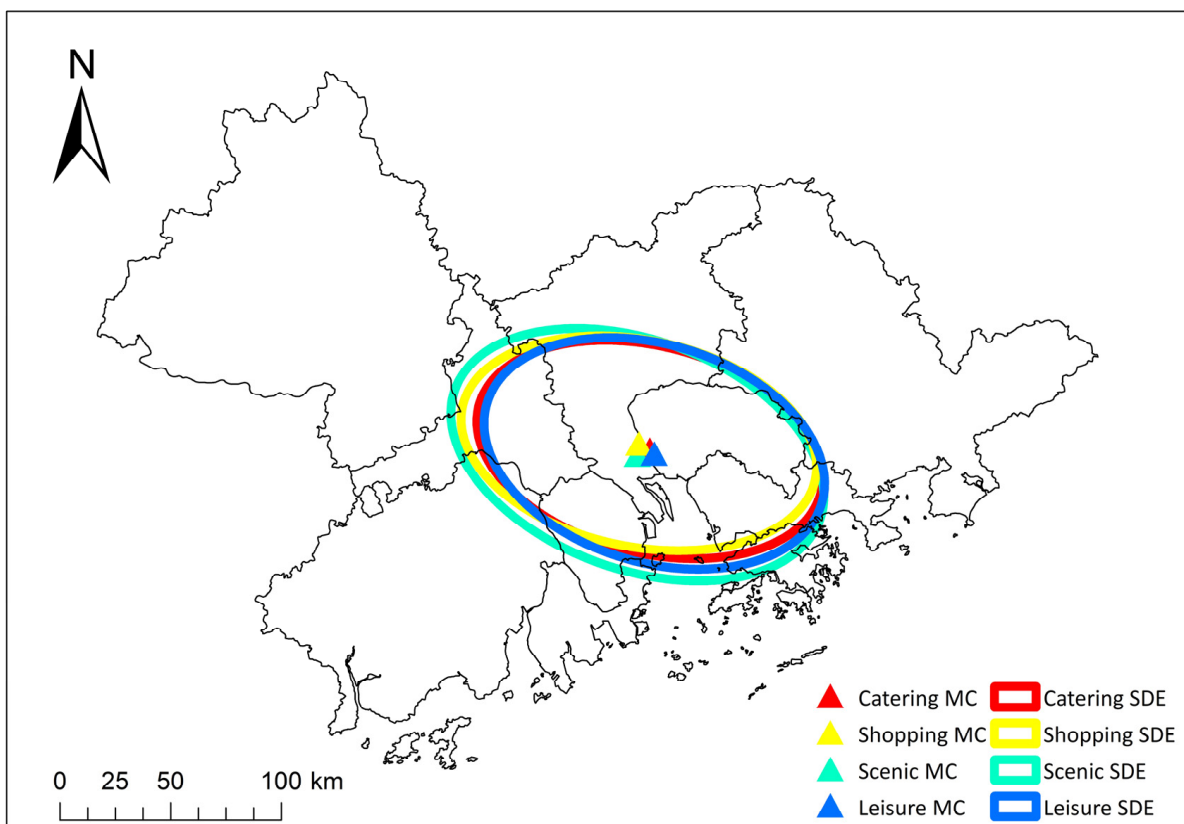 N
Catering MC Catering SDE
Shopping MC Shopping SDE
Scenic MC Scenic SDE
Leisure MC Leisure SDE
0 25 50 100 km